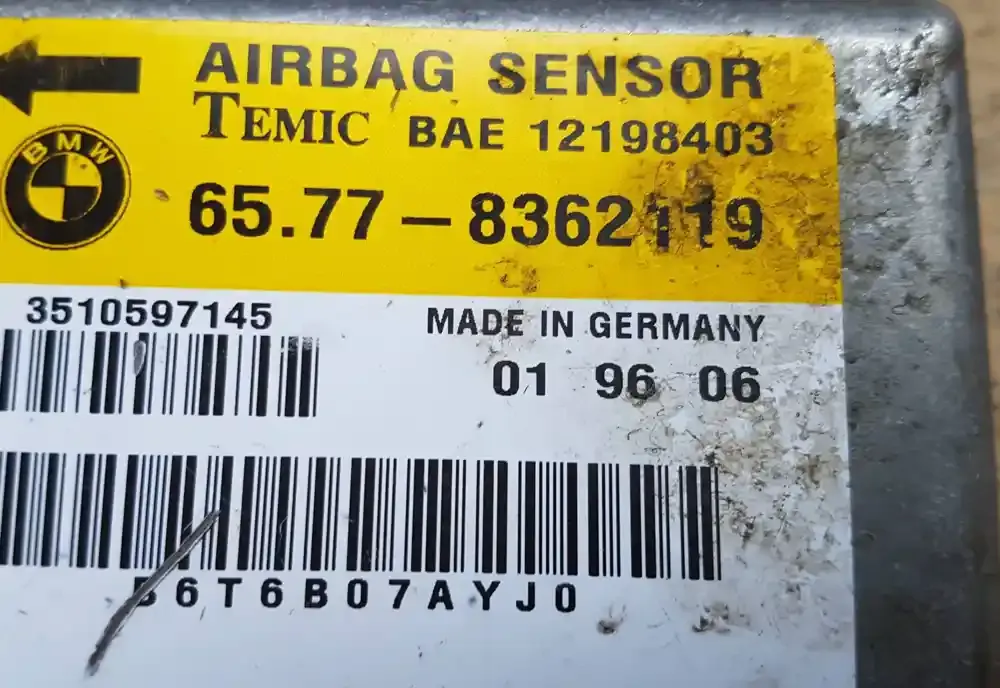 AIRBAG SENSOR
TEMIC BAE 12198403
BMW
65.77 – 8362119
3510597145
MADE IN GERMANY
01 96 06
6T6B07AYJ0